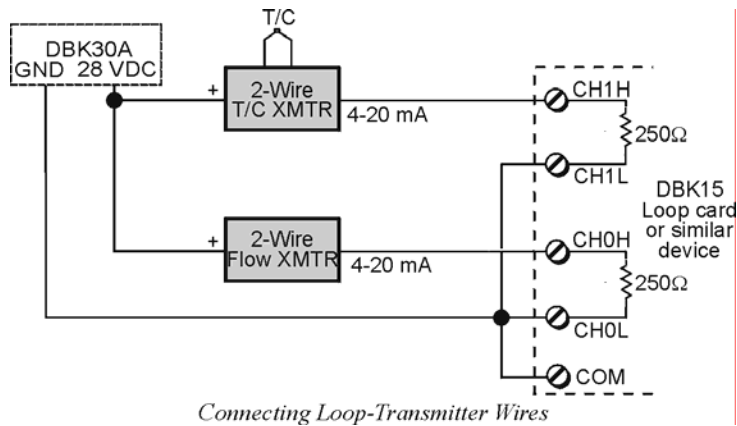 T/C
DBK30A
GND 28 VDC
+
2-Wire
T/C XMTR
4-20 mA
CH1H
250Ω
CH1L
DBK15
Loop card
or similar
device
+
2-Wire
Flow XMTR
4-20 mA
CH0H
250Ω
CH0L
COM
Connecting Loop-Transmitter Wires